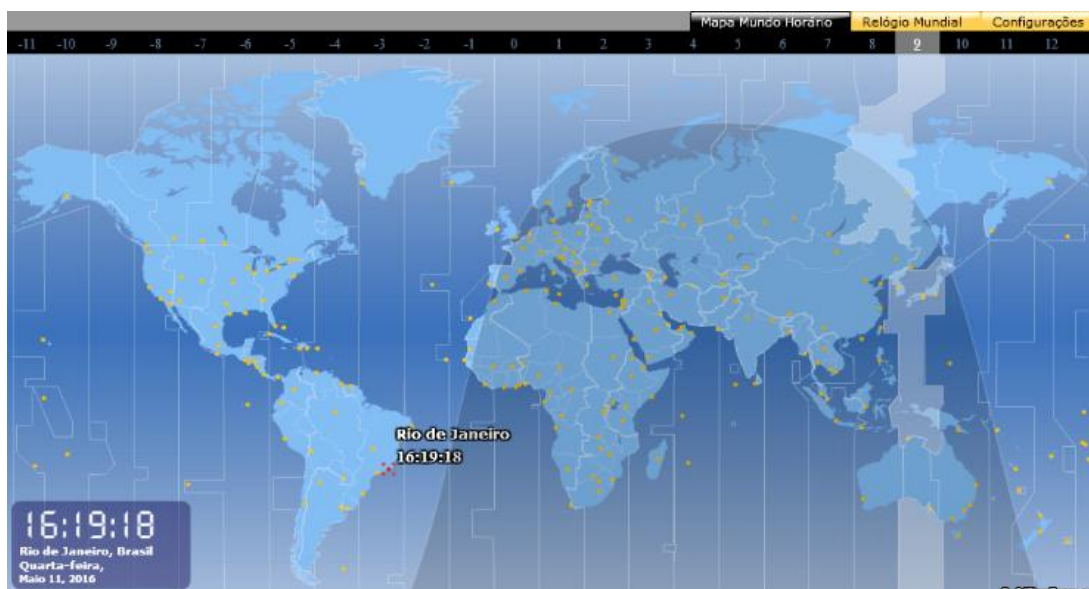 Mapa Mundo Horário Relógio Mundial Configurações
-11 -10 -9 -8 -7 -6 -5 -4 -3 -2 -1 0 1 2 3 4 5 6 7 8 9 10 11 12
Rio de Janeiro
16:19:18
16:19:18
Rio de Janeiro, Brasil
Quarta-feira,
Maio 11, 2016